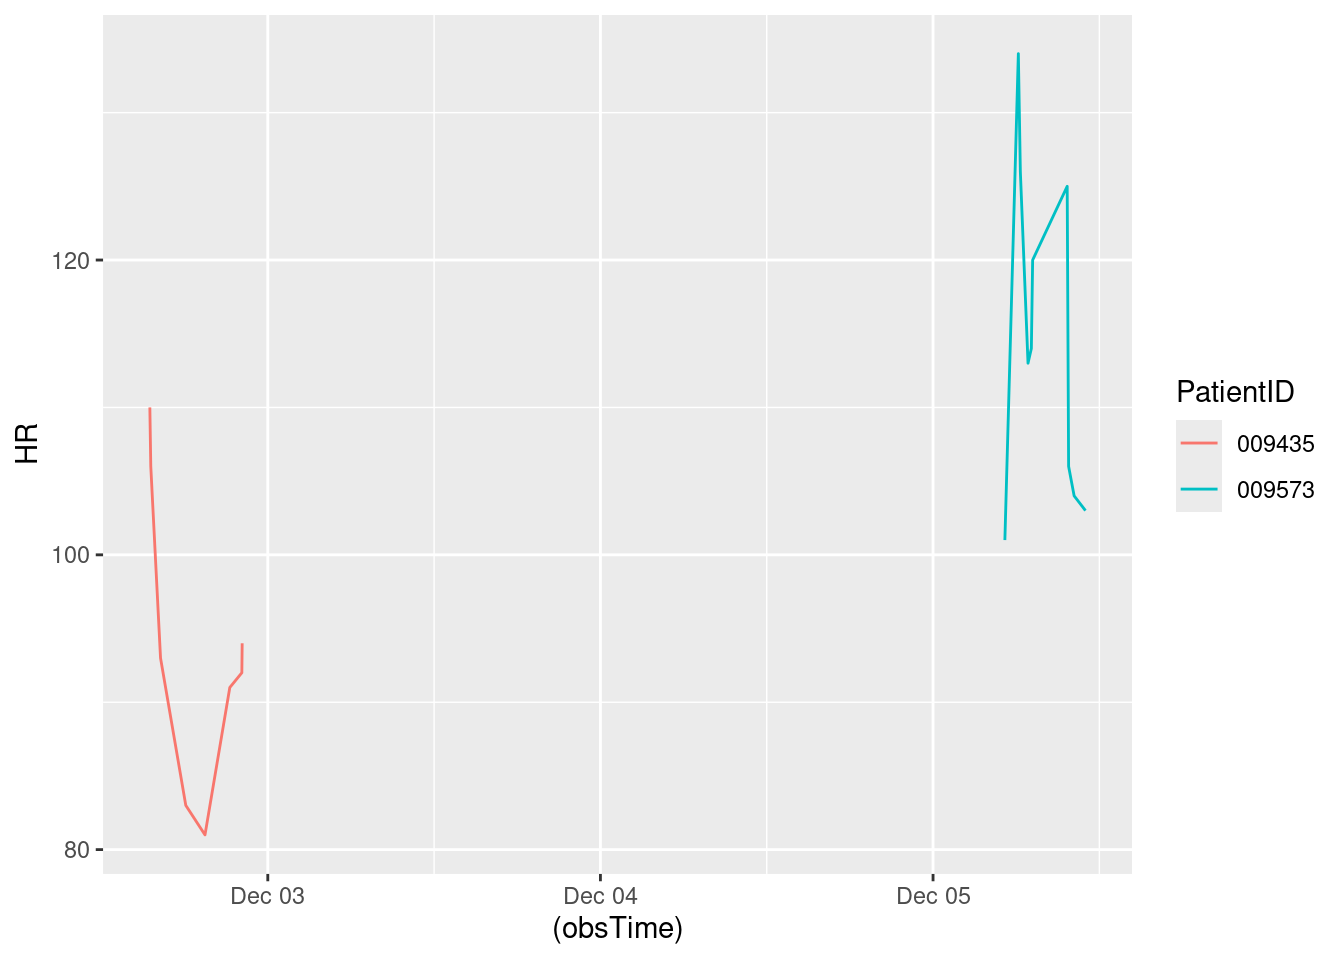 HR
120
100
80
Dec 03
Dec 04
Dec 05
(obsTime)
PatientID
009435
009573